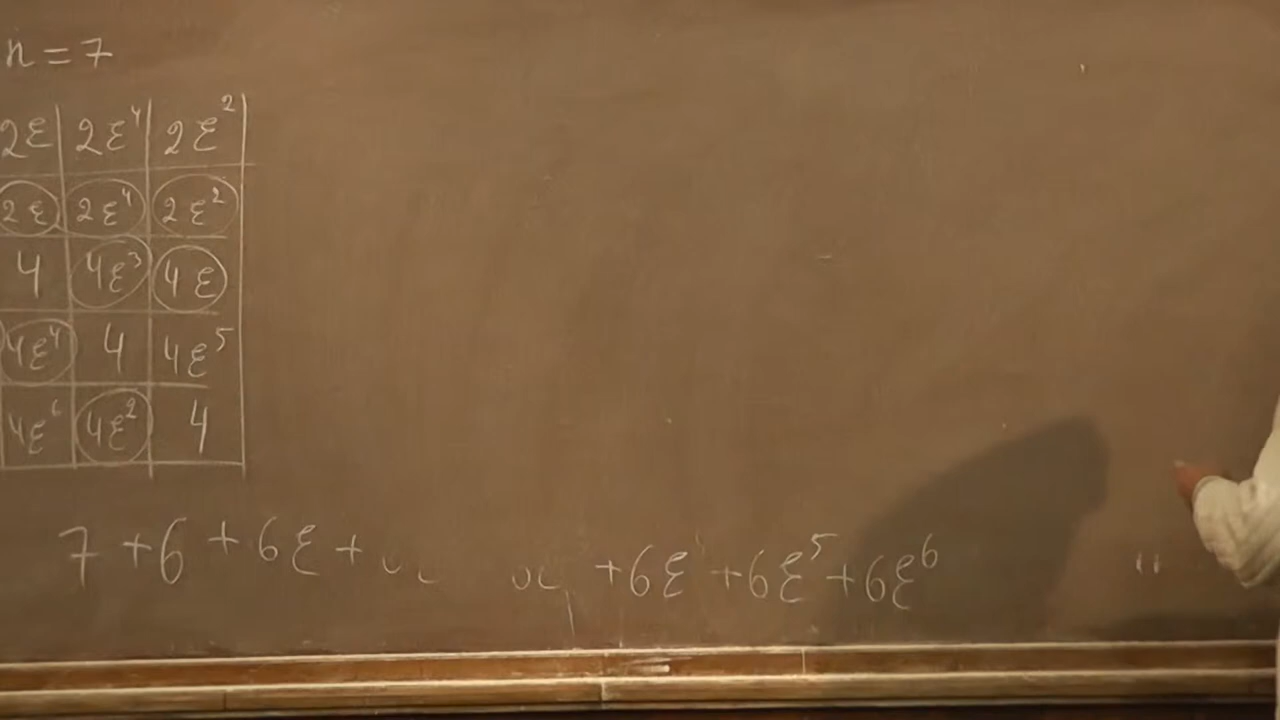 n = 7
2ε 2ε⁴ 2ε²
2ε 2ε⁴ 2ε²
4 4ε³ 4ε
4ε⁴ 4 4ε⁵
4ε⁶ 4ε² 4
7 + 6 + 6ε + + 6ε + 6ε⁵ + 6ε⁶